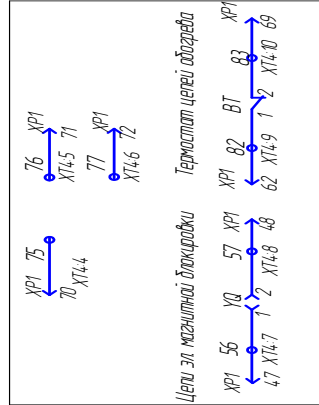 XP1 75
70 XT4:4
76 XP1
XT4:5 71
77 XP1
XT4:6 72
Цепи эл. магнитной блокировки
XP1 56 YQ 57 XP1
47 XT4:7 1 2 XT4:8 48
Термостат цепей обогрева
XP1 82 BT 83 XP1
62 XT4:9 1 2 XT4:10 69